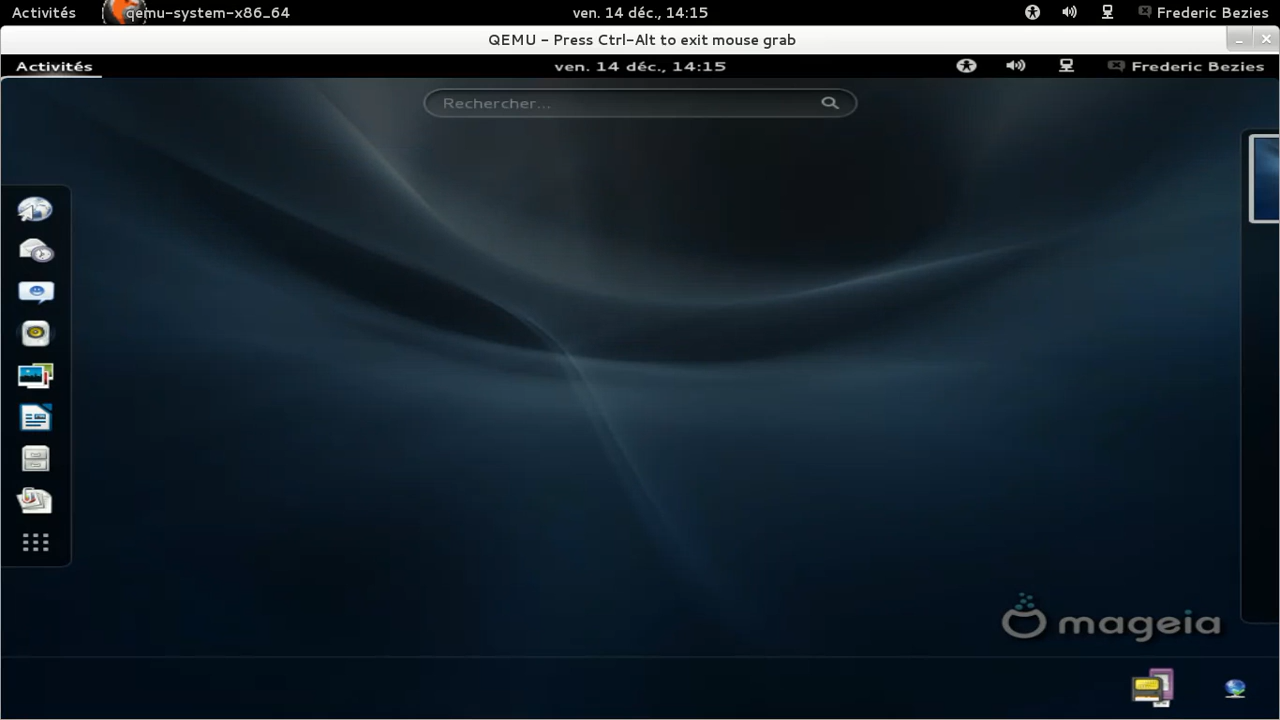 Activités qemu-system-x86_64 ven. 14 déc., 14:15 Frederic Bezies
QEMU - Press Ctrl-Alt to exit mouse grab
Activités ven. 14 déc., 14:15 Frederic Bezies
Rechercher...
mageia